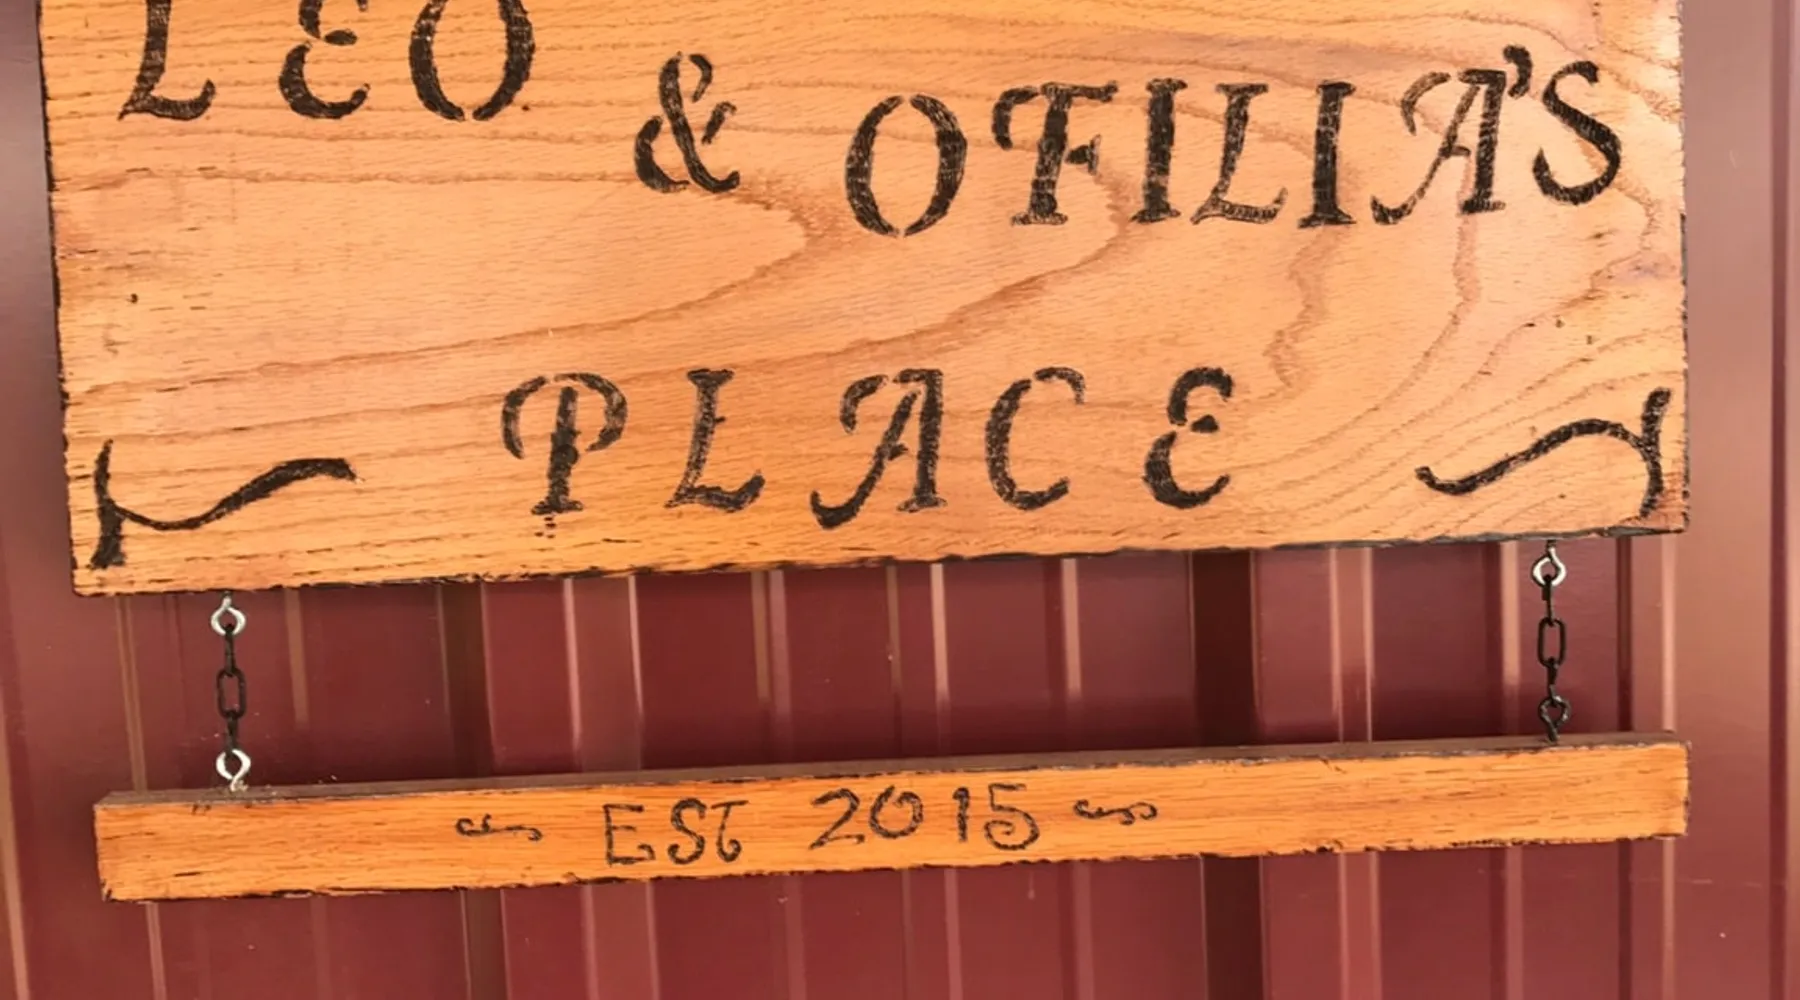 LEO & OFILIA'S
PLACE
EST 2015